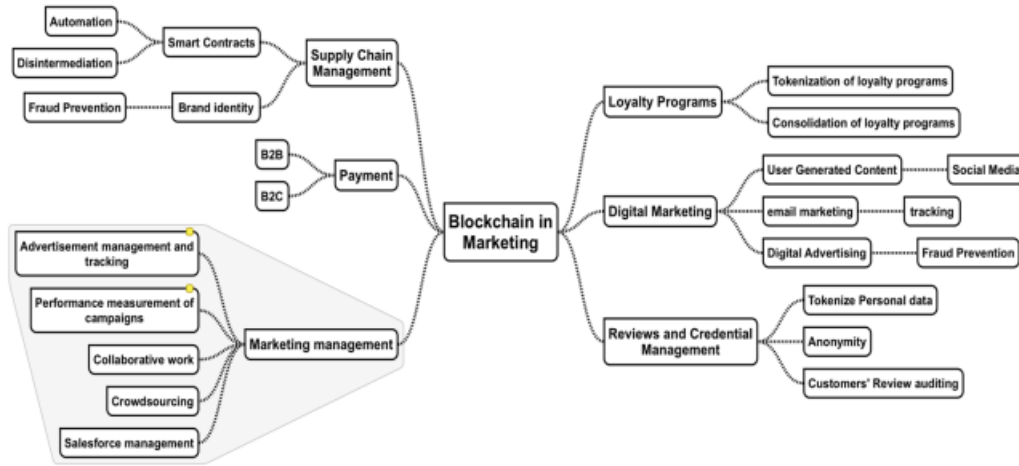 Automation
Disintermediation
Smart Contracts
Fraud Prevention
Brand identity
Supply Chain
Management
B2B
B2C
Payment
Advertisement management and
tracking
Performance measurement of
campaigns
Collaborative work
Crowdsourcing
Salesforce management
Marketing management
Blockchain in
Marketing
Loyalty Programs
Tokenization of loyalty programs
Consolidation of loyalty programs
Digital Marketing
User Generated Content
Social Media
email marketing
tracking
Digital Advertising
Fraud Prevention
Reviews and Credential
Management
Tokenize Personal data
Anonymity
Customers' Review auditing